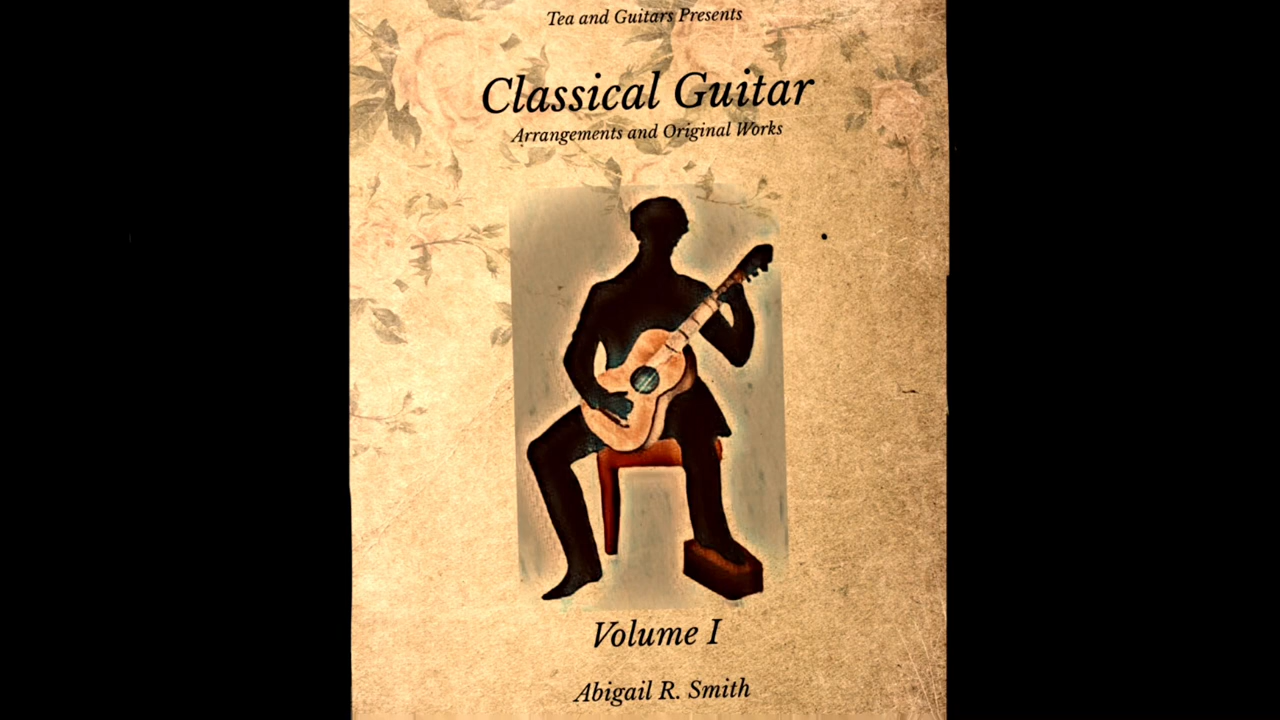 Tea and Guitars Presents
Classical Guitar
Arrangements and Original Works
Volume I
Abigail R. Smith